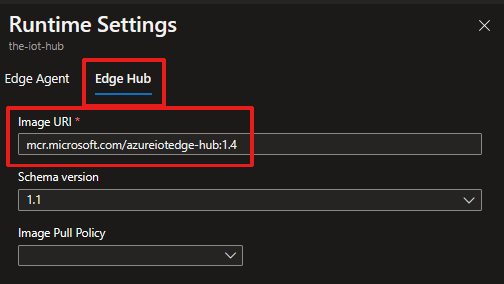 Runtime Settings
the-iot-hub
Edge Agent Edge Hub
Image URI *
mcr.microsoft.com/azureiotedge-hub:1.4
Schema version
1.1
Image Pull Policy